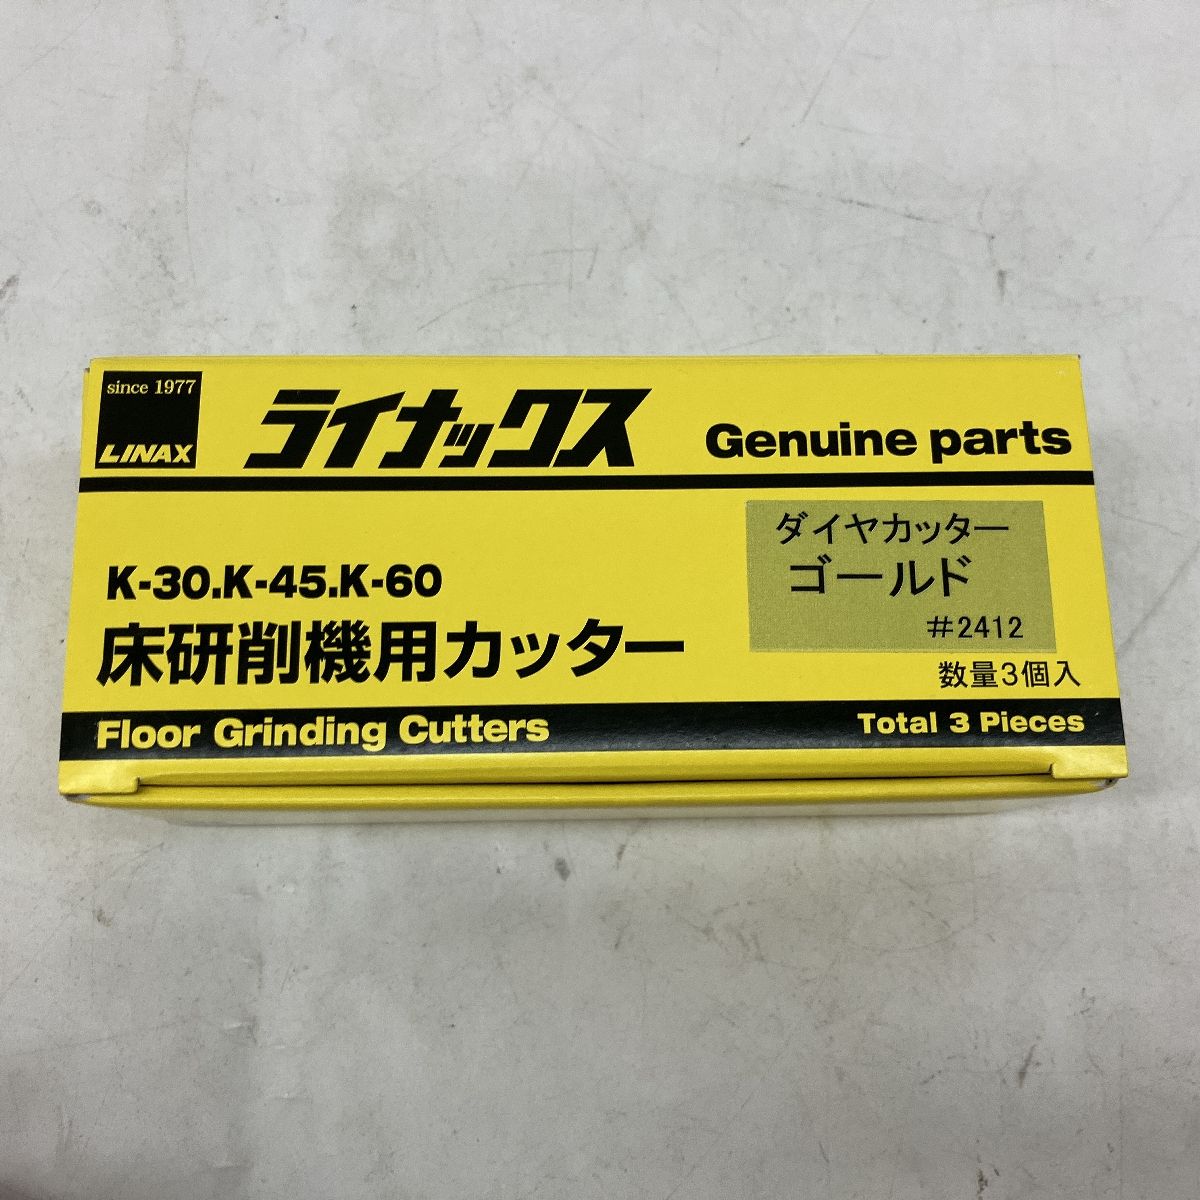 since 1977
LINAX
ライナックス
Genuine parts
ダイヤカッター
ゴールド
#2412
K-30.K-45.K-60
床研削機用カッター
数量3個入
Floor Grinding Cutters
Total 3 Pieces